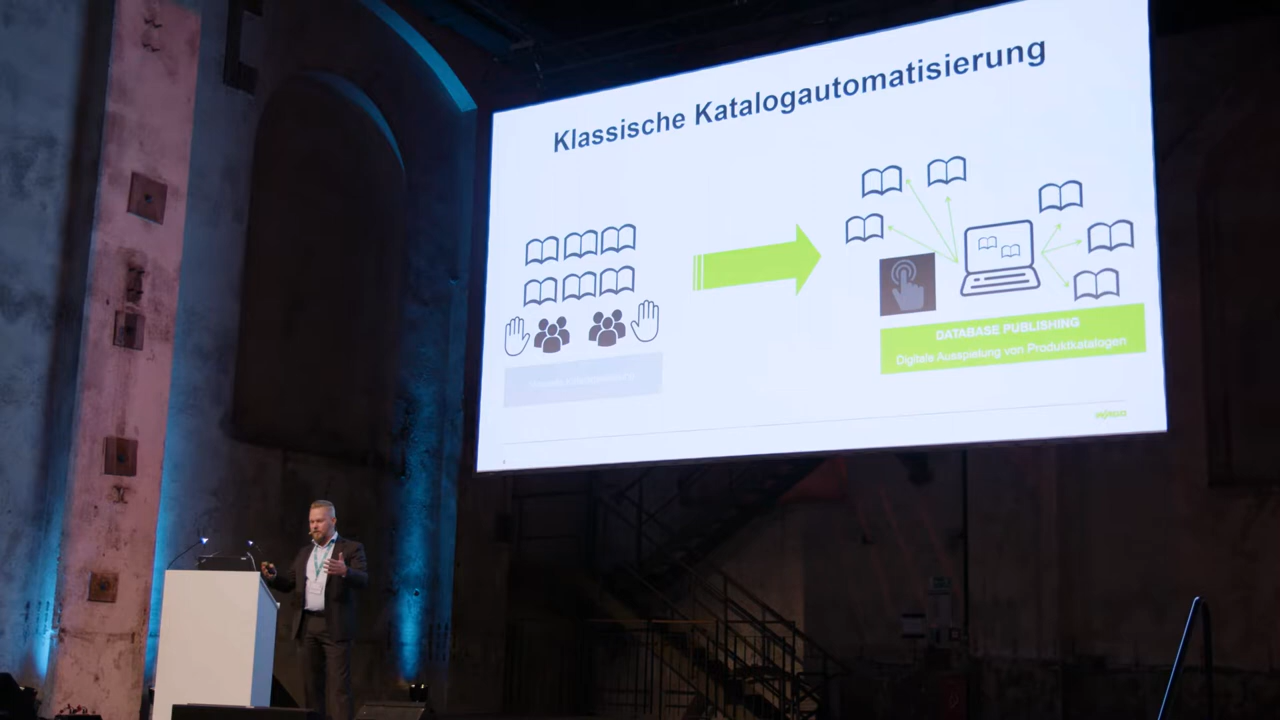 Klassische Katalogautomatisierung
DATABASE PUBLISHING
Digitale Ausspielung von Produktkatalogen